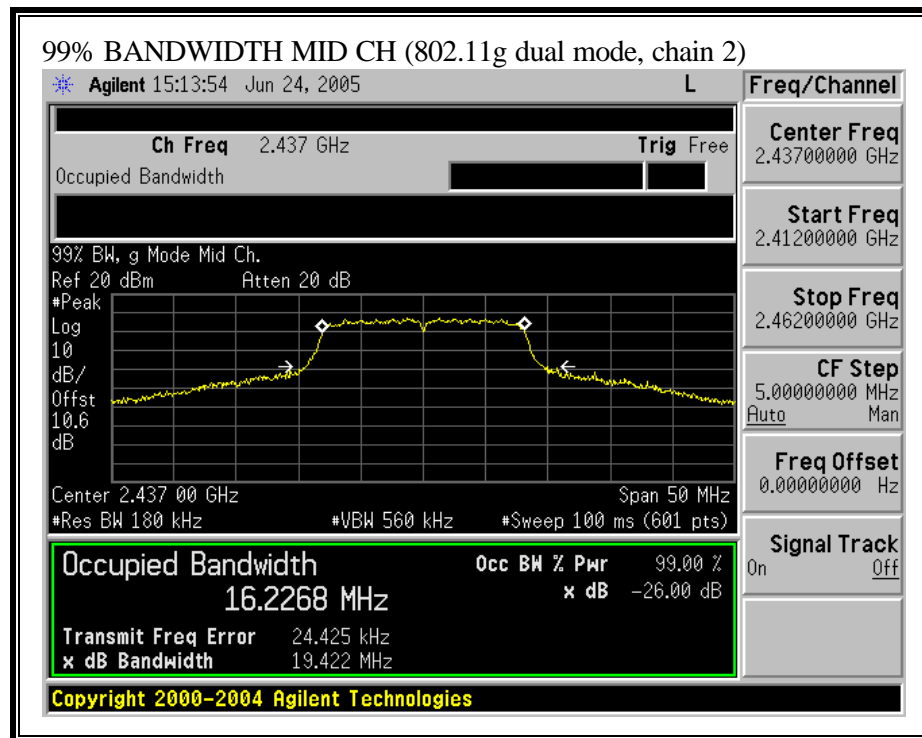 99% BANDWIDTH MID CH (802.11g dual mode, chain 2)
Agilent 15:13:54 Jun 24, 2005 L
Freq/Channel
Ch Freq 2.437 GHz Trig Free
Occupied Bandwidth
Center Freq
2.43700000 GHz
Start Freq
2.41200000 GHz
Stop Freq
2.46200000 GHz
CF Step
5.00000000 MHz
Auto Man
Freq Offset
0.00000000 Hz
Signal Track
On Off
99% BW, g Mode Mid Ch.
Ref 20 dBm Atten 20 dB
#Peak
Log
10
dB/
Offst
10.6
dB
Center 2.437 00 GHz Span 50 MHz
#Res BW 180 kHz #VBW 560 kHz #Sweep 100 ms (601 pts)
Occupied Bandwidth Occ BW % Pwr 99.00 %
16.2268 MHz x dB -26.00 dB
Transmit Freq Error 24.425 kHz
x dB Bandwidth 19.422 MHz
Copyright 2000-2004 Agilent Technologies